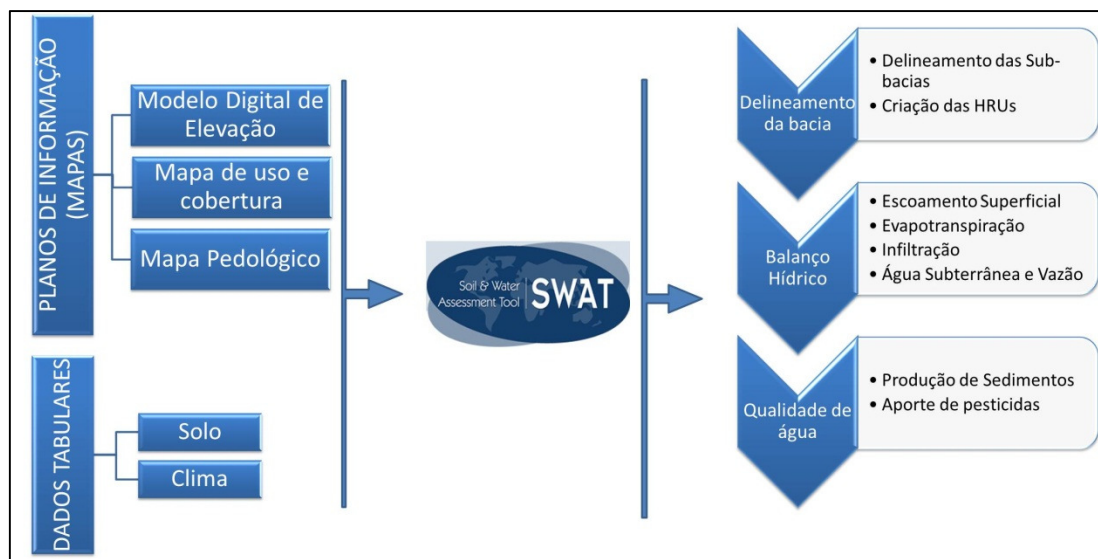 PLANOS DE INFORMAÇÃO
(MAPAS)
Modelo Digital de
Elevação
Mapa de uso e
cobertura
Mapa Pedológico
DADOS TABULARES
Solo
Clima
Soil & Water
Assessment Tool
SWAT
Delineamento
da bacia
• Delineamento das Sub-
bacias
• Criação das HRUs
Balanço
Hídrico
• Escoamento Superficial
• Evapotranspiração
• Infiltração
• Água Subterrânea e Vazão
Qualidade de
água
• Produção de Sedimentos
• Aporte de pesticidas